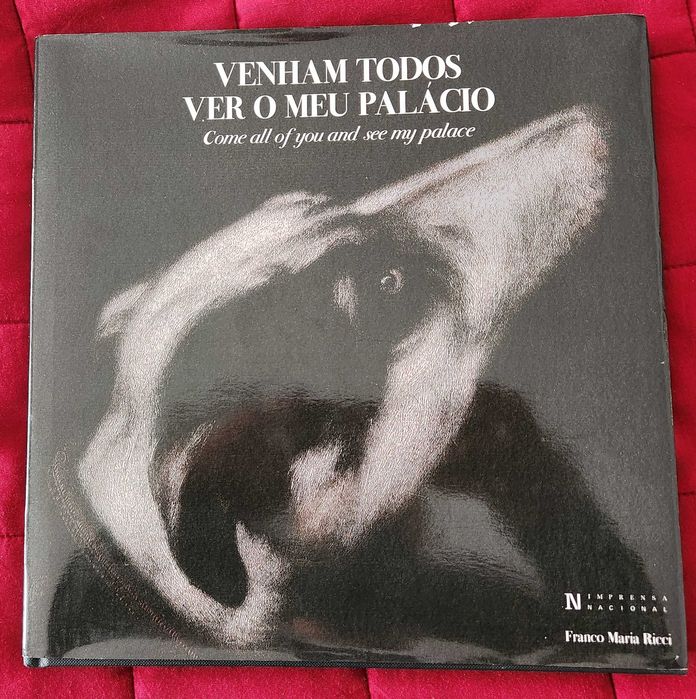 VENHAM TODOS
VER O MEU PALÁCIO
Come all of you and see my palace
N IMPRENSA
NACIONAL
Franco Maria Ricci